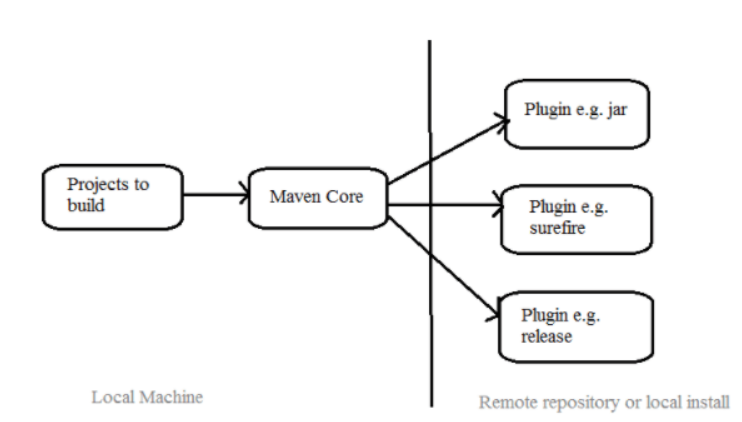 Plugin e.g. jar
Projects to
build
Maven Core
Plugin e.g.
surefire
Plugin e.g.
release
Local Machine
Remote repository or local install